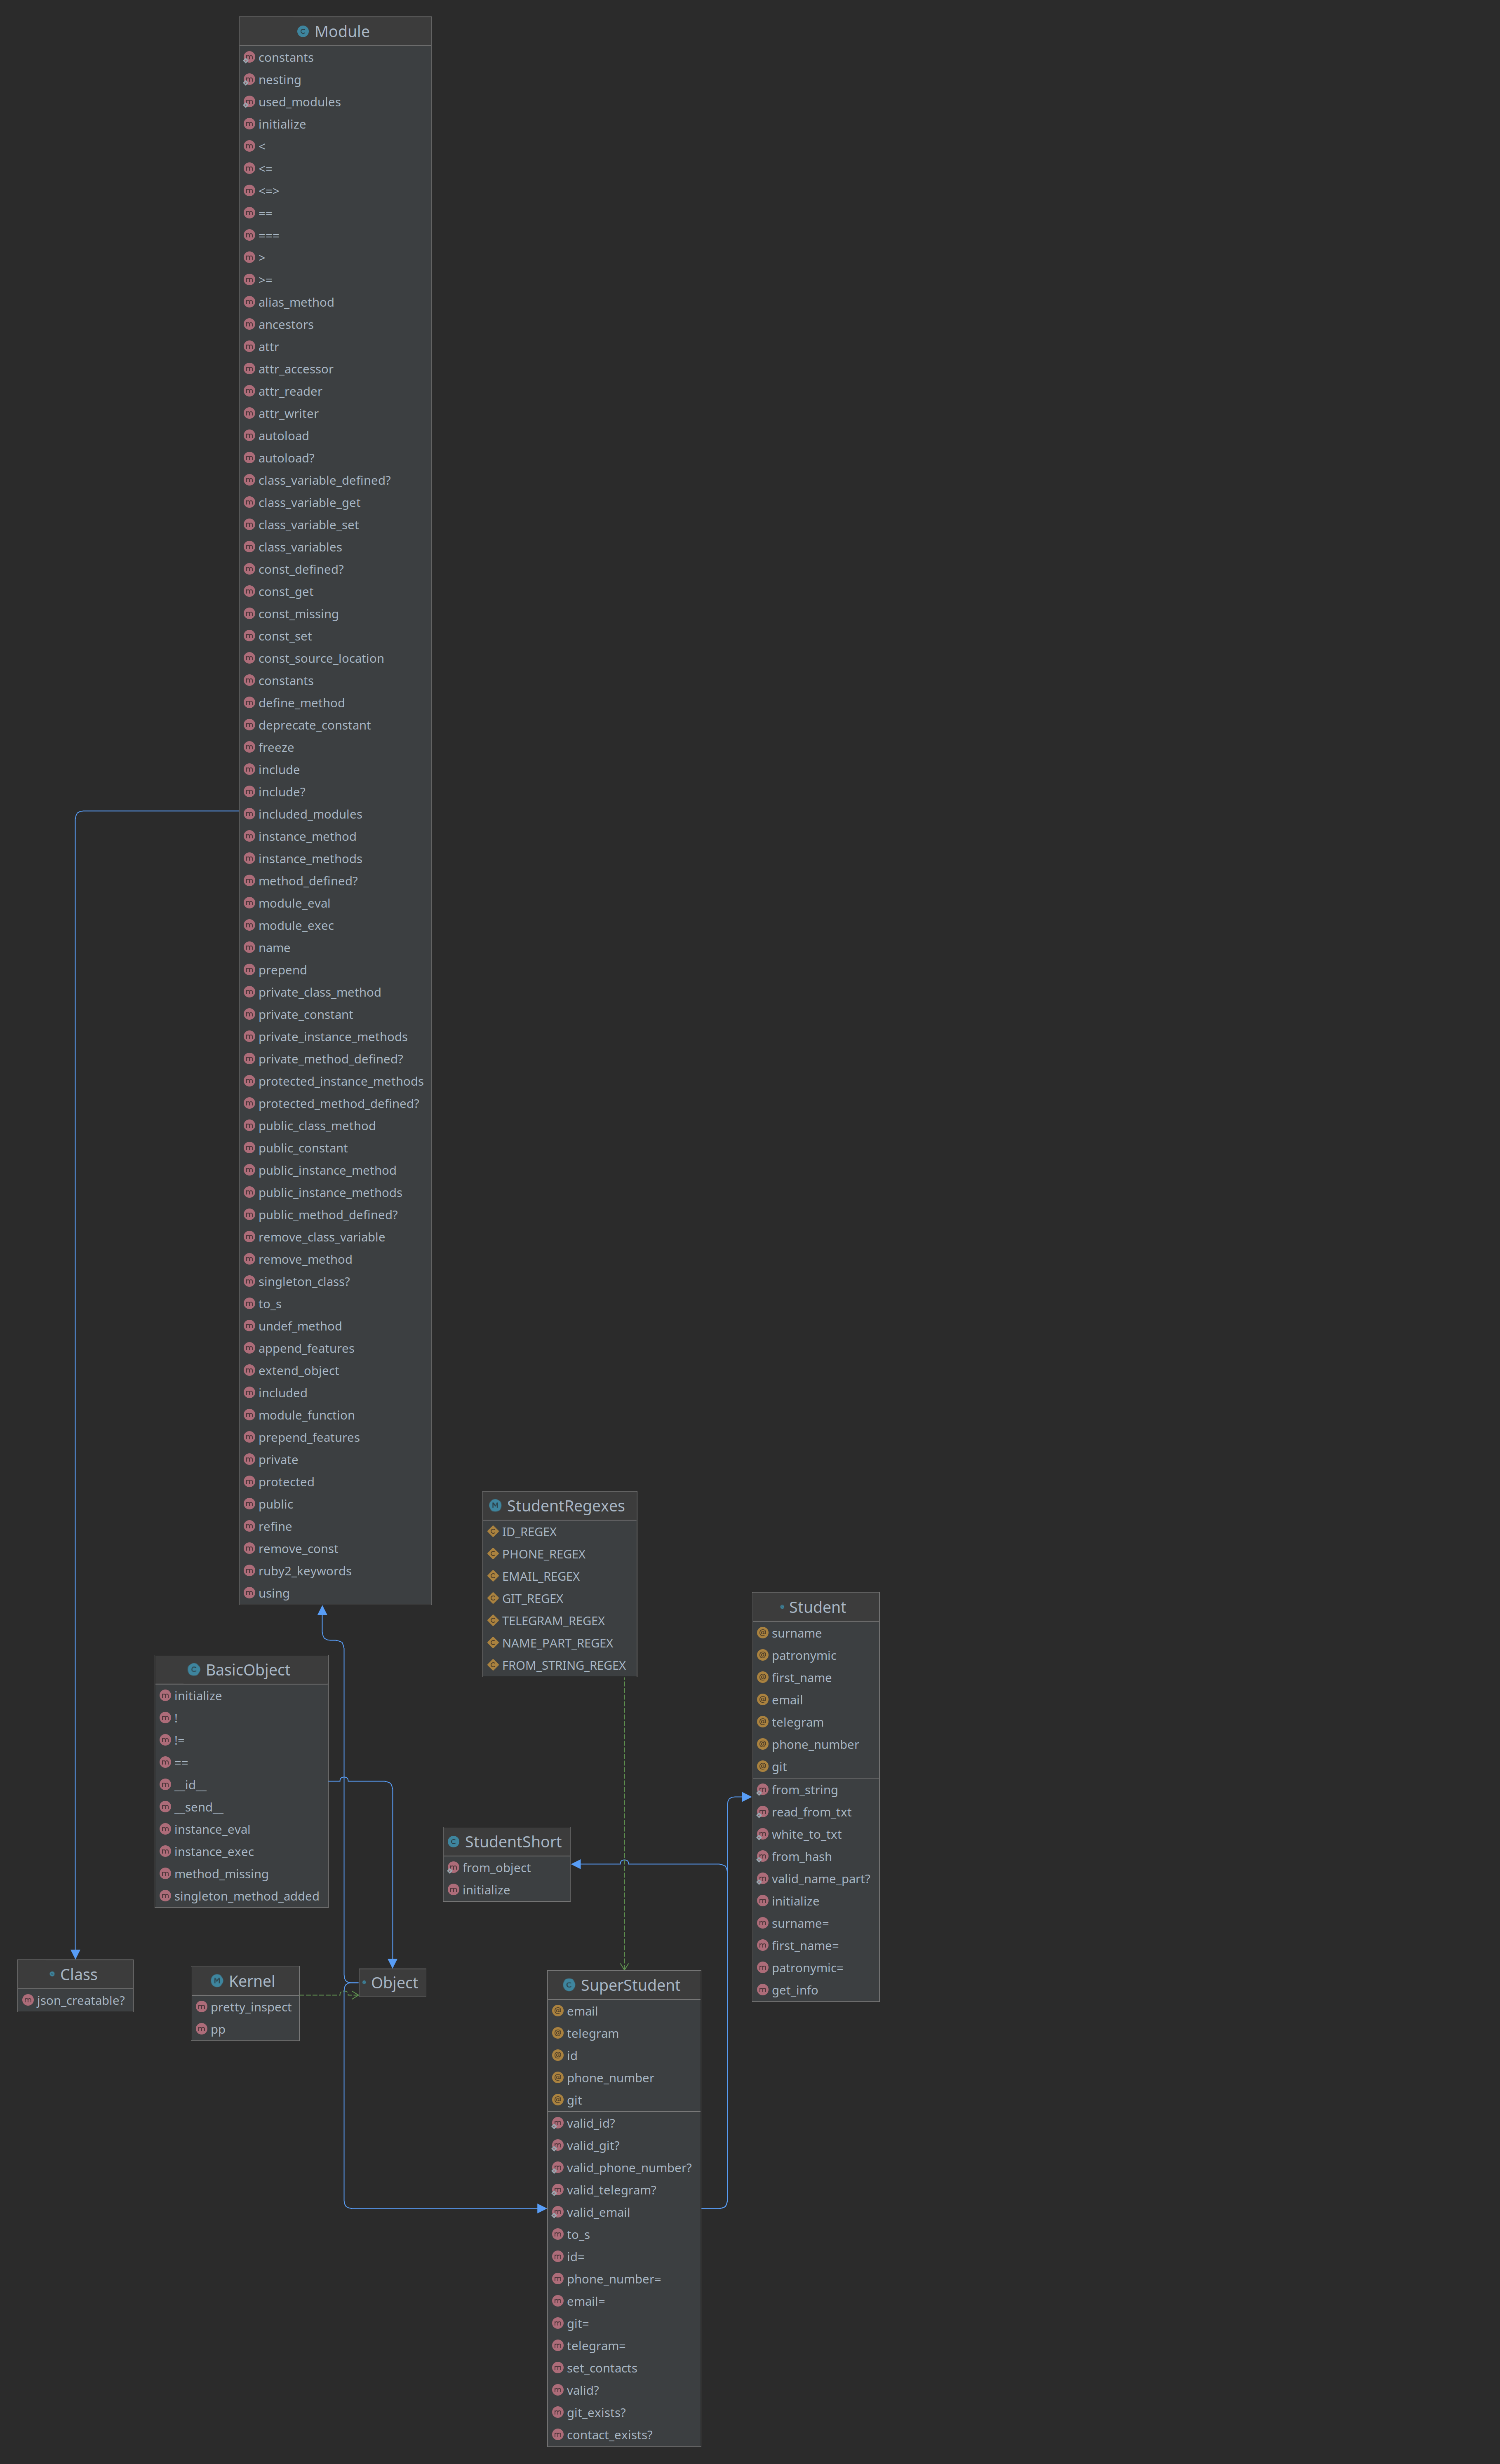 Module
constants
nesting
used_modules
initialize
<
<=
<=>
==
===
>
>=
alias_method
ancestors
attr
attr_accessor
attr_reader
attr_writer
autoload
autoload?
class_variable_defined?
class_variable_get
class_variable_set
class_variables
const_defined?
const_get
const_missing
const_set
const_source_location
constants
define_method
deprecate_constant
freeze
include
include?
included_modules
instance_method
instance_methods
method_defined?
module_eval
module_exec
name
prepend
private_class_method
private_constant
private_instance_methods
private_method_defined?
protected_instance_methods
protected_method_defined?
public_class_method
public_constant
public_instance_method
public_instance_methods
public_method_defined?
remove_class_variable
remove_method
singleton_class?
to_s
undef_method
append_features
extend_object
included
module_function
prepend_features
private
protected
public
refine
remove_const
ruby2_keywords
using
StudentRegexes
ID_REGEX
PHONE_REGEX
EMAIL_REGEX
GIT_REGEX
TELEGRAM_REGEX
NAME_PART_REGEX
FROM_STRING_REGEX
Student
surname
patronymic
first_name
email
telegram
phone_number
git
from_string
read_from_txt
white_to_txt
from_hash
valid_name_part?
initialize
surname=
first_name=
patronymic=
get_info
BasicObject
initialize
!
!=
==
__id__
__send__
instance_eval
instance_exec
method_missing
singleton_method_added
StudentShort
from_object
initialize
Class
json_creatable?
Kernel
pretty_inspect
pp
Object
SuperStudent
email
telegram
id
phone_number
git
valid_id?
valid_git?
valid_phone_number?
valid_telegram?
valid_email
to_s
id=
phone_number=
email=
git=
telegram=
set_contacts
valid?
git_exists?
contact_exists?